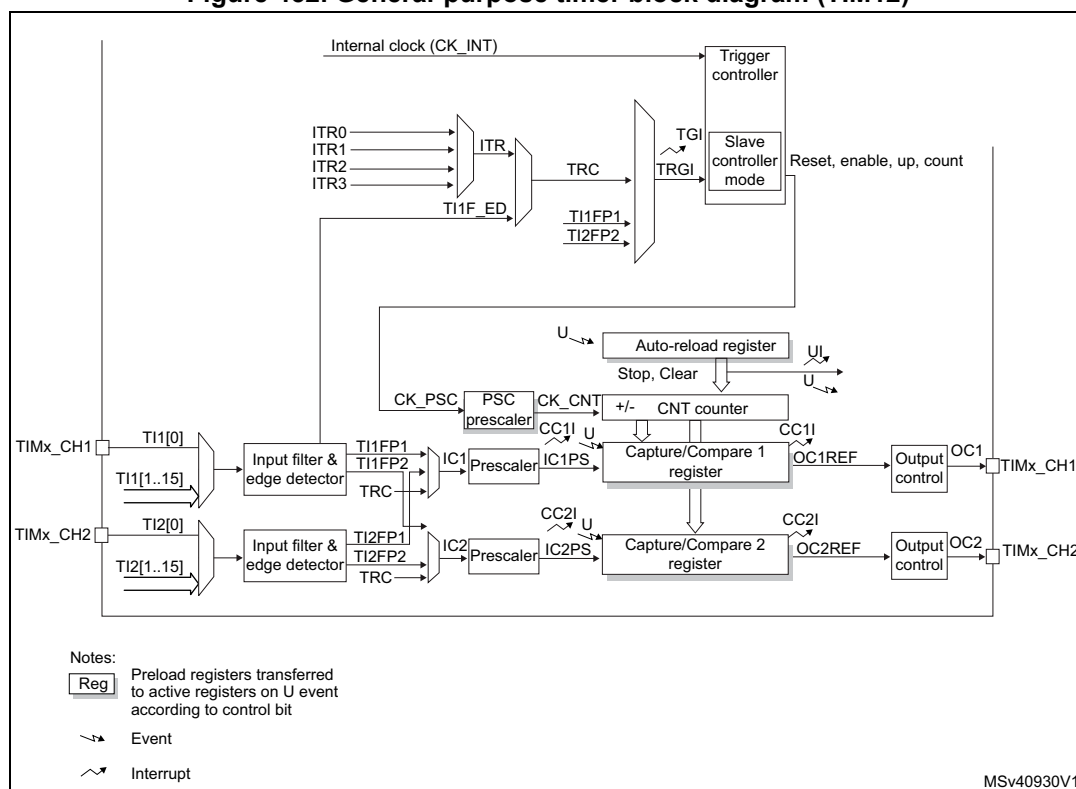 Figure 482. General-purpose timer block diagram (TIM12)
Internal clock (CK_INT)
Trigger
controller
ITR0
ITR1
ITR2
ITR3
ITR
TGI
TRC
TRGI
Slave
controller
mode
Reset, enable, up, count
TI1F_ED
TI1FP1
TI2FP2
U
Auto-reload register
UI
Stop, Clear
U
CK_PSC
PSC
prescaler
CK_CNT
+/-
CNT counter
TIMx_CH1
TI1[0]
TI1[1..15]
Input filter &
edge detector
TI1FP1
TI1FP2
TRC
IC1
Prescaler
IC1PS
CC1I
U
Capture/Compare 1
register
CC1I
OC1REF
Output
control
OC1
TIMx_CH1
TIMx_CH2
TI2[0]
TI2[1..15]
Input filter &
edge detector
TI2FP1
TI2FP2
TRC
IC2
Prescaler
IC2PS
CC2I
U
Capture/Compare 2
register
CC2I
OC2REF
Output
control
OC2
TIMx_CH2
Notes:
Reg
Preload registers transferred
to active registers on U event
according to control bit
Event
Interrupt
MSv40930V1